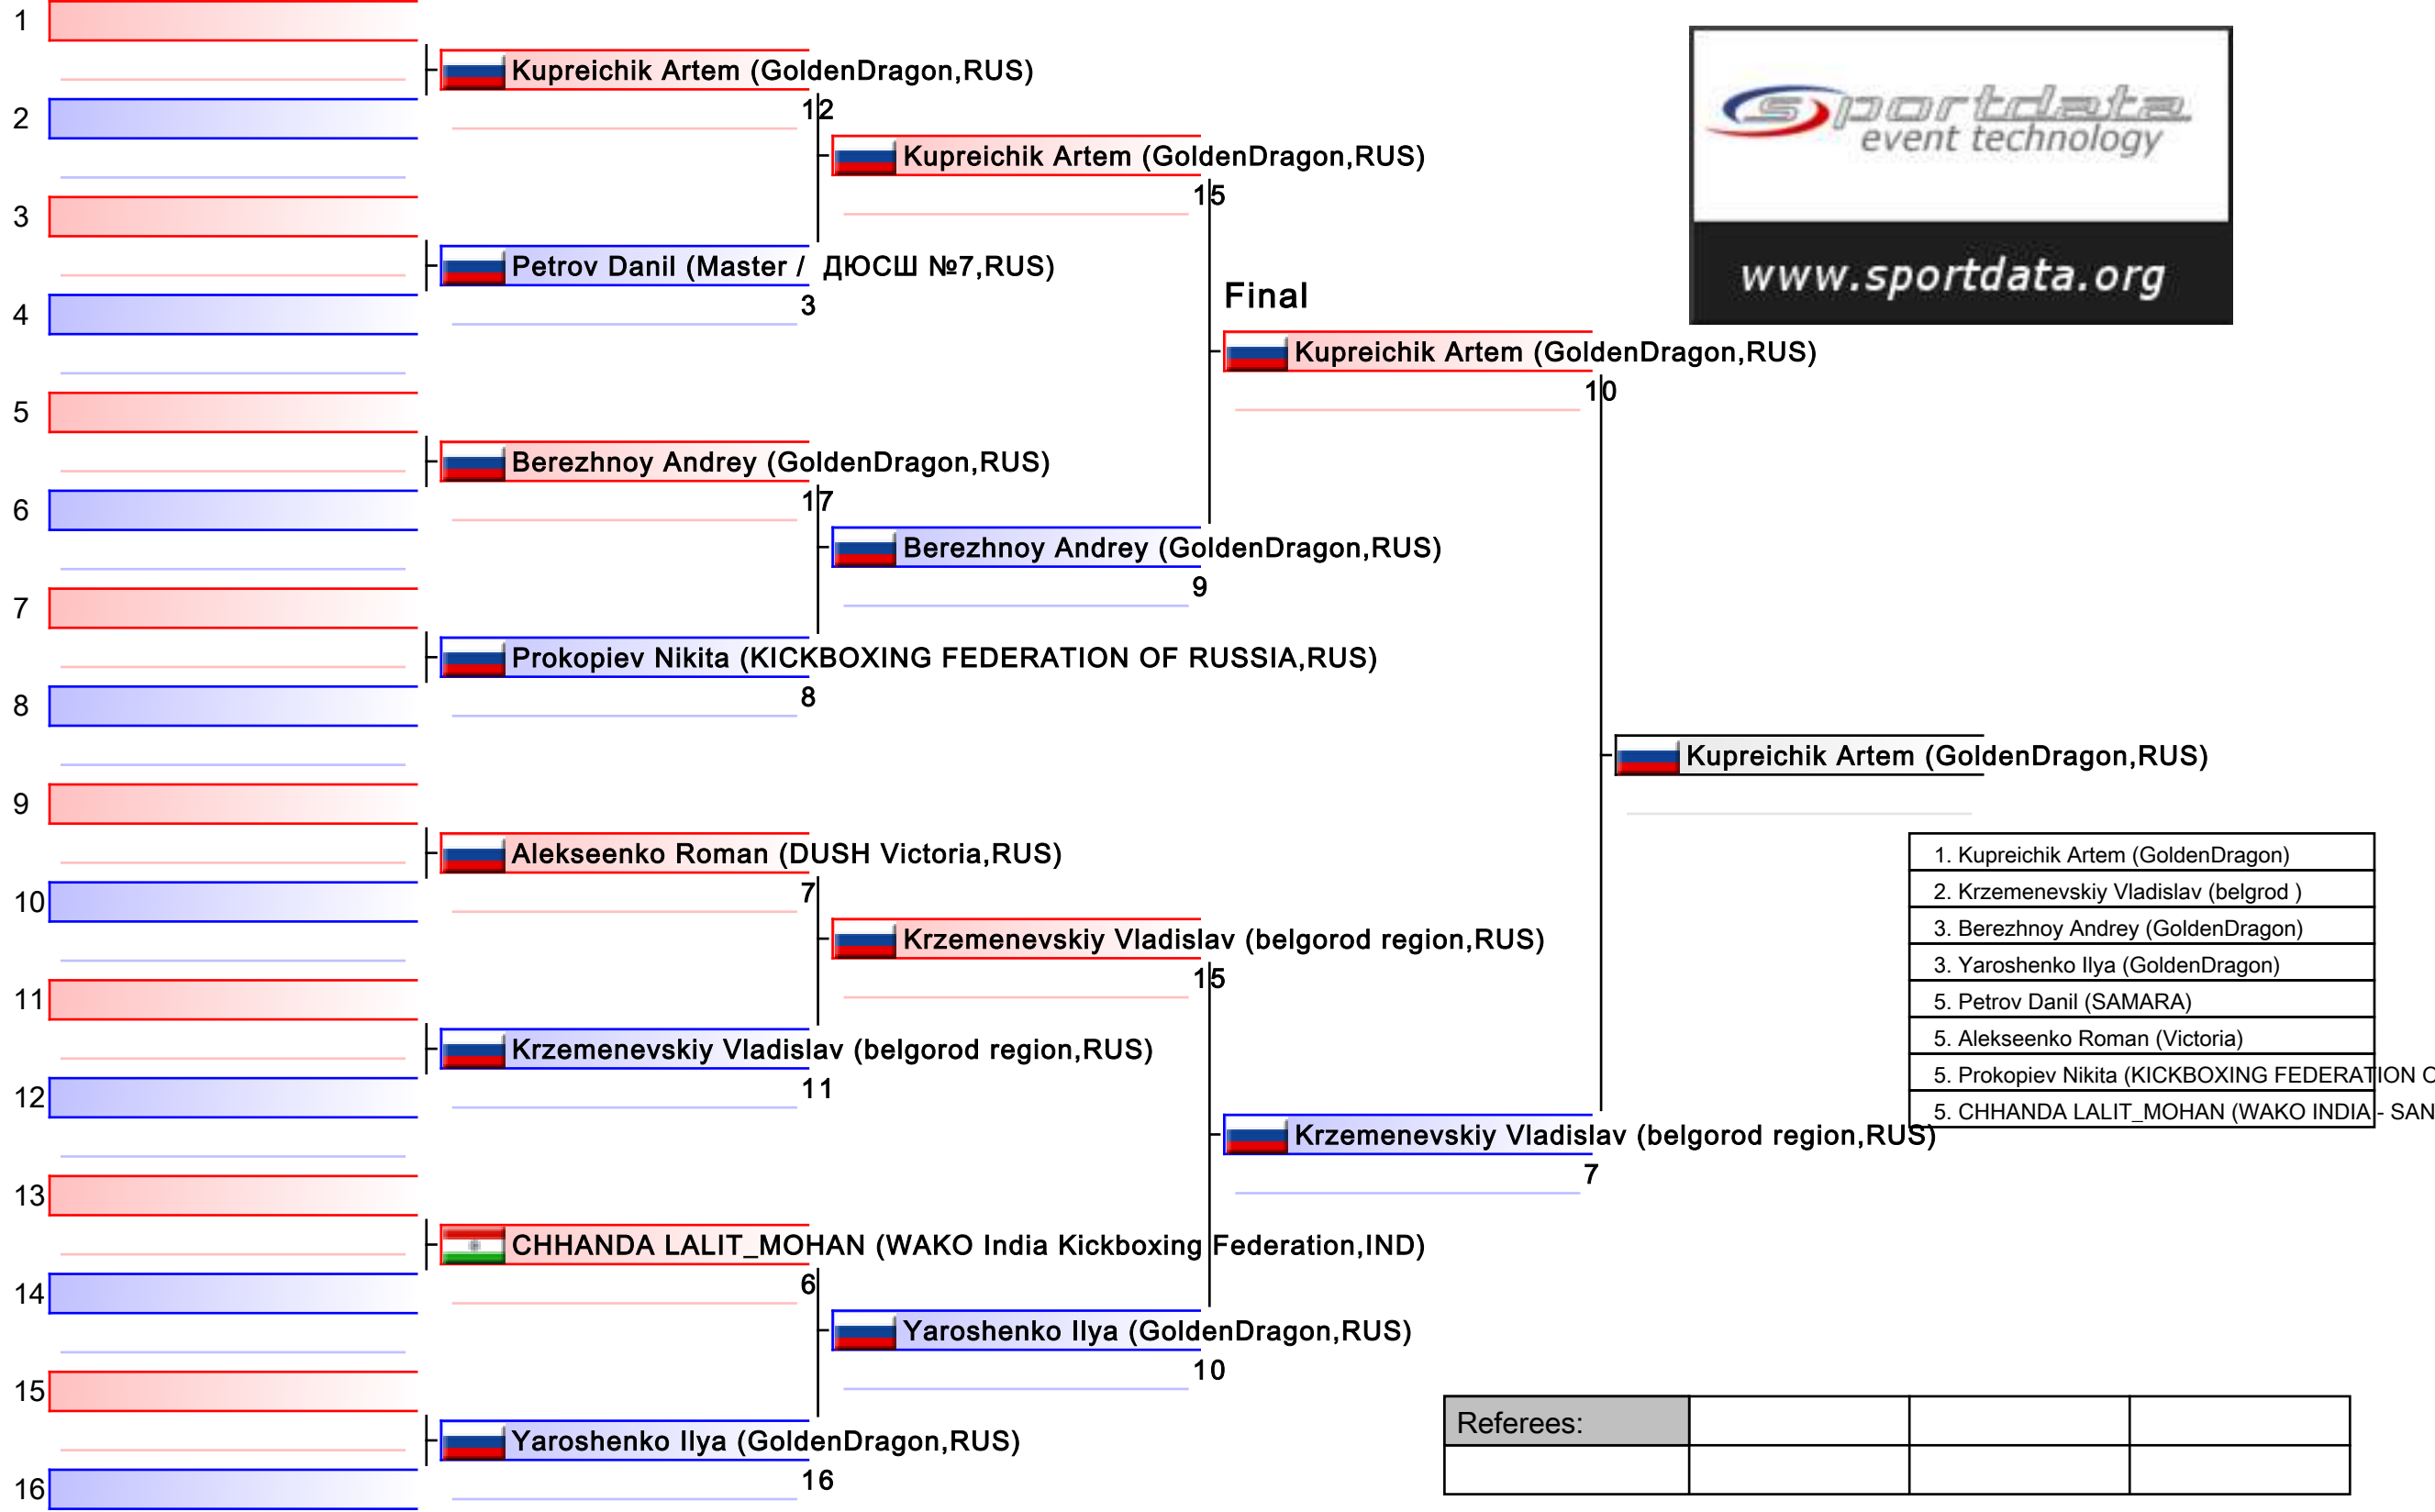 1
Kupreichik Artem (GoldenDragon,RUS)
12
2
Kupreichik Artem (GoldenDragon,RUS)
15
3
Petrov Danil (Master /  ДЮСШ №7,RUS)
3
4
Final
Kupreichik Artem (GoldenDragon,RUS)
10
5
Berezhnoy Andrey (GoldenDragon,RUS)
17
6
Berezhnoy Andrey (GoldenDragon,RUS)
9
7
Prokopiev Nikita (KICKBOXING FEDERATION OF RUSSIA,RUS)
8
8
Kupreichik Artem (GoldenDragon,RUS)
9
Alekseenko Roman (DUSH Victoria,RUS)
7
10
Krzemenevskiy Vladislav (belgorod region,RUS)
15
11
Krzemenevskiy Vladislav (belgorod region,RUS)
11
12
Krzemenevskiy Vladislav (belgorod region,RUS)
7
13
CHHANDA LALIT_MOHAN (WAKO India Kickboxing Federation,IND)
6
14
Yaroshenko Ilya (GoldenDragon,RUS)
10
15
Yaroshenko Ilya (GoldenDragon,RUS)
16
16
sportdata
event technology
www.sportdata.org
1. Kupreichik Artem (GoldenDragon)
2. Krzemenevskiy Vladislav (belgrod )
3. Berezhnoy Andrey (GoldenDragon)
3. Yaroshenko Ilya (GoldenDragon)
5. Petrov Danil (SAMARA)
5. Alekseenko Roman (Victoria)
5. Prokopiev Nikita (KICKBOXING FEDERATION
5. CHHANDA LALIT_MOHAN (WAKO INDIA - SAN
Referees: